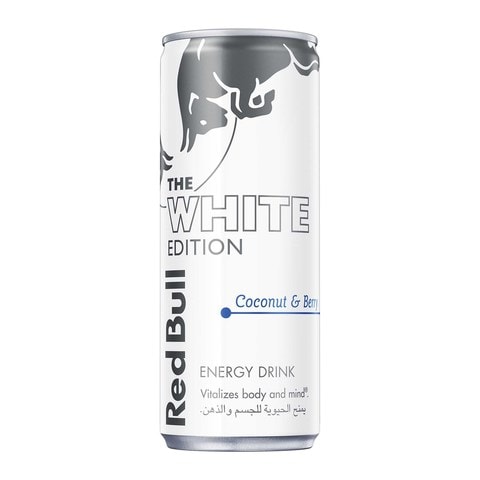 THE
WHITE
EDITION
Red Bull
Coconut & Berry
ENERGY DRINK
Vitalizes body and mind®.
يمنح الحيوية للجسم والذهن.